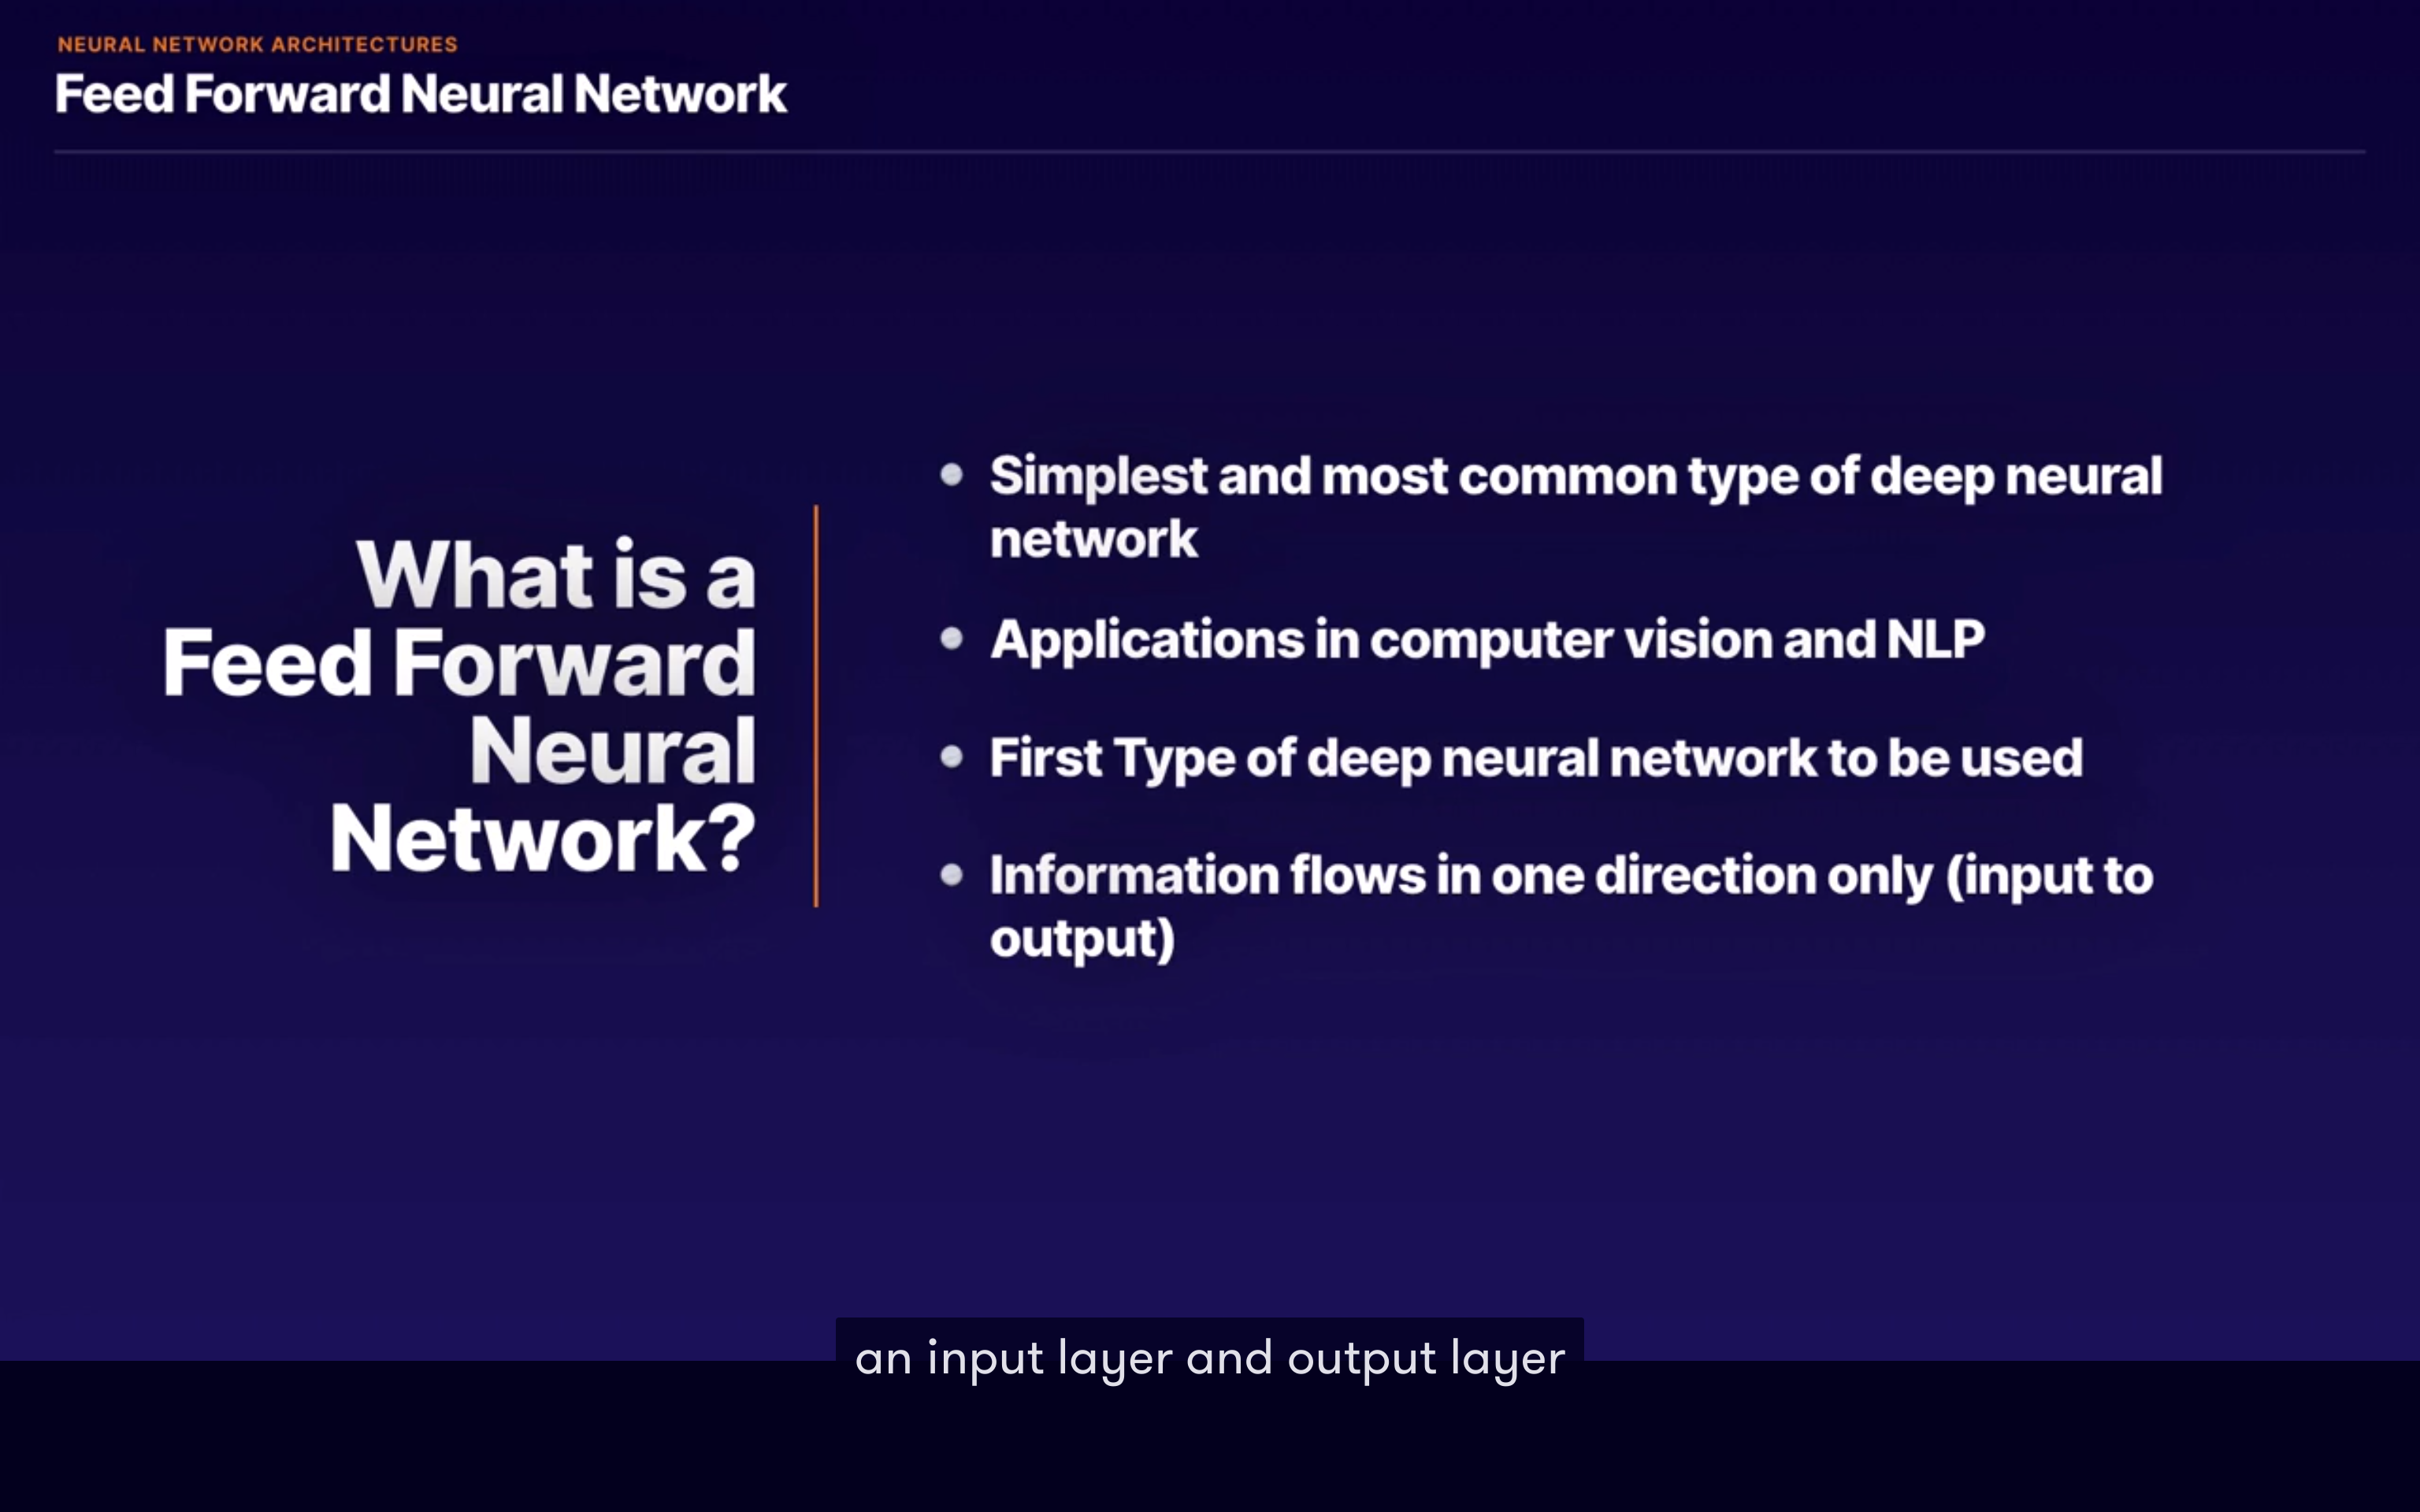 NEURAL NETWORK ARCHITECTURES
Feed Forward Neural Network
What is a
Feed Forward
Neural
Network?
Simplest and most common type of deep neural
network
Applications in computer vision and NLP
First Type of deep neural network to be used
Information flows in one direction only (input to
output)
an input layer and output layer